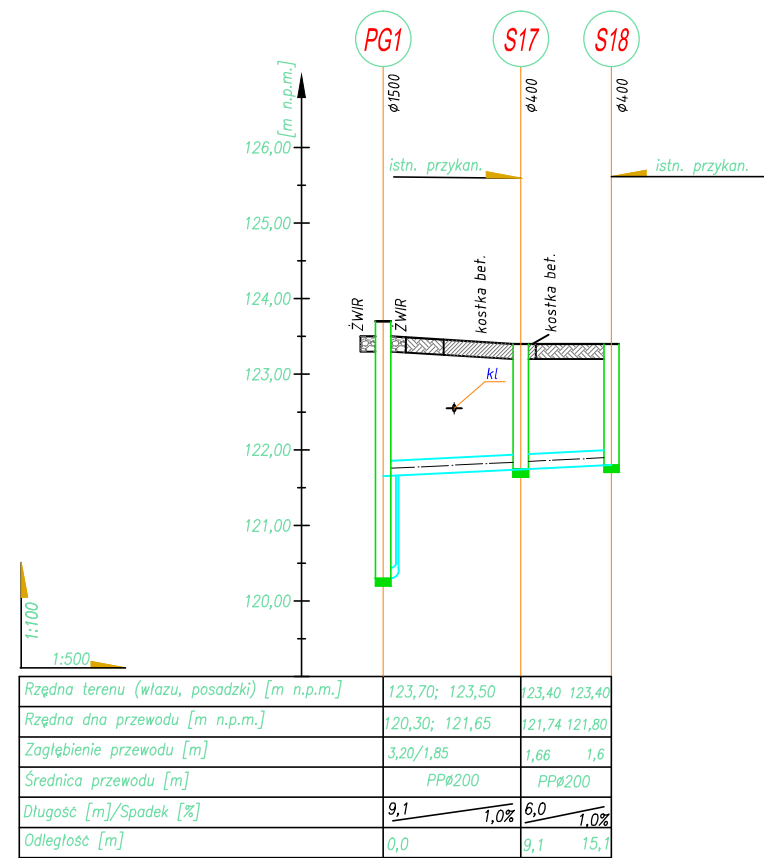 PG1 S17 S18
ø1500 ø400 ø400
[m n.p.m.]
126,00
istn. przykan. istn. przykan.
125,00
124,00
ŻWIR ŻWIR kostka bet. kostka bet.
123,00
kl
122,00
121,00
120,00
1:100
1:500
Rzędna terenu (włazu, posadzki) [m n.p.m.] 123,70; 123,50 123,40 123,40
Rzędna dna przewodu [m n.p.m.] 120,30; 121,65 121,74 121,80
Zagłębienie przewodu [m] 3,20/1,85 1,66 1,6
Średnica przewodu [m] PPø200 PPø200
Długość [m]/Spadek [%] 9,1 1,0% 6,0 1,0%
Odległość [m] 0,0 9,1 15,1